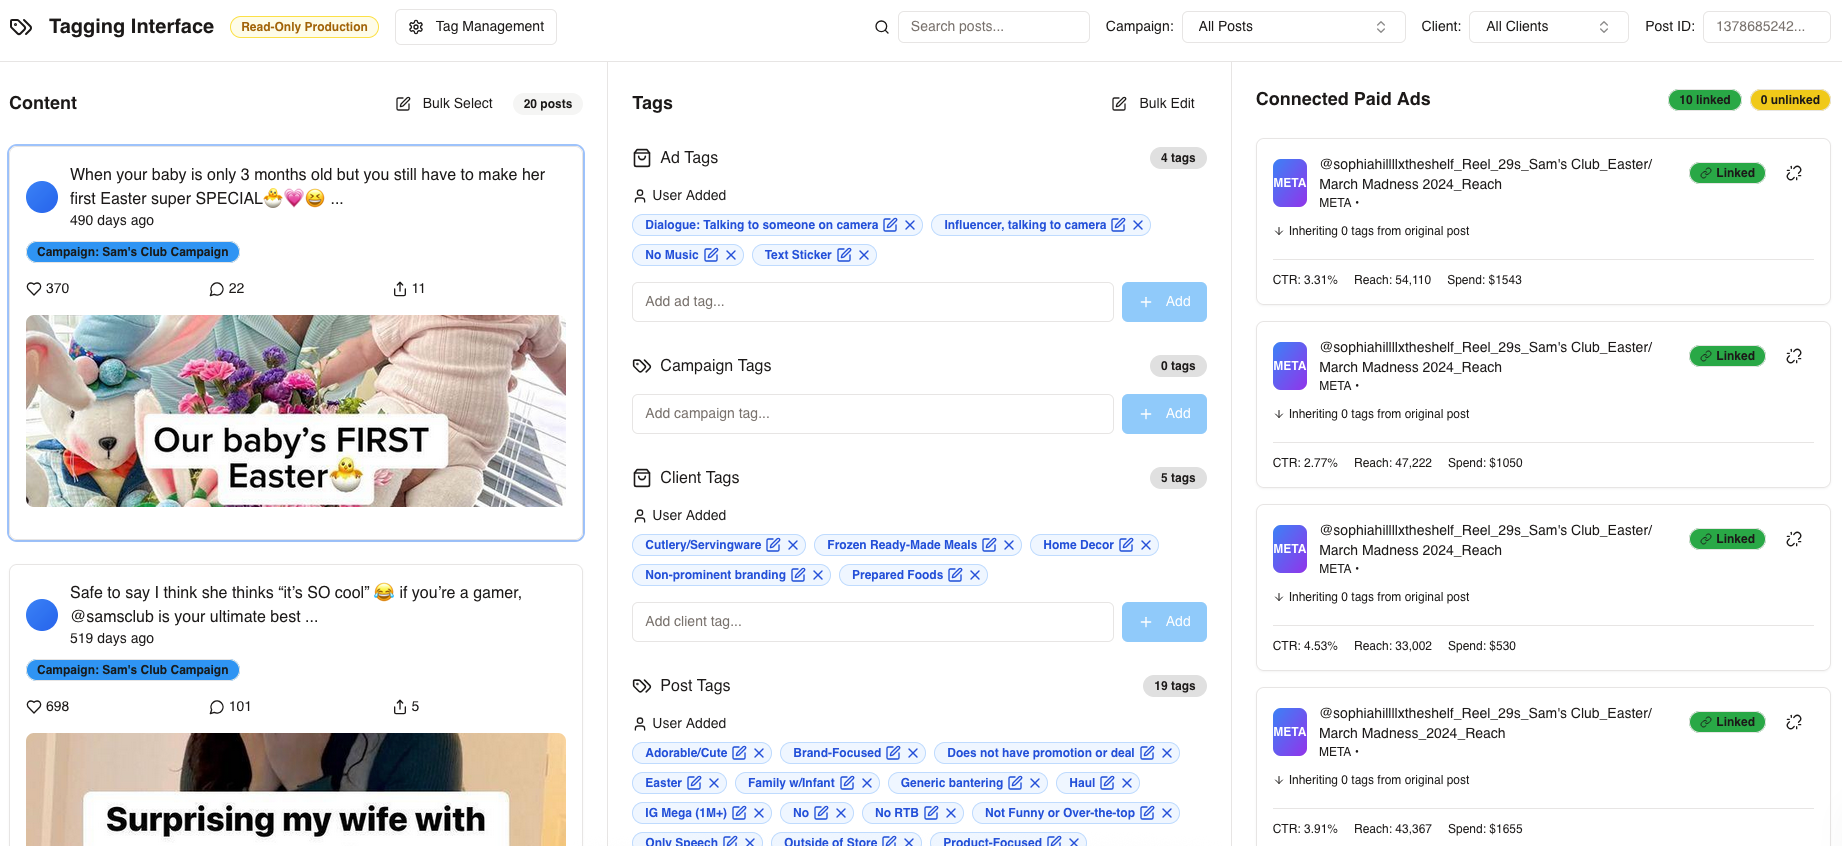 Tagging Interface
Read-Only Production
Tag Management
Search posts...
Campaign:
All Posts
Client:
All Clients
Post ID:
1378685242...
Content
Bulk Select
20 posts
When your baby is only 3 months old but you still have to make her
first Easter super SPECIAL🐣💗😆 ...
490 days ago
Campaign: Sam's Club Campaign
370
22
11
Our baby's FIRST
Easter🐣
Safe to say I think she thinks “it’s SO cool” 😂 if you’re a gamer,
@samsclub is your ultimate best ...
519 days ago
Campaign: Sam's Club Campaign
698
101
5
Surprising my wife with
Tags
Bulk Edit
Ad Tags
4 tags
User Added
Dialogue: Talking to someone on camera
Influencer, talking to camera
No Music
Text Sticker
Add ad tag...
+ Add
Campaign Tags
0 tags
Add campaign tag...
+ Add
Client Tags
5 tags
User Added
Cutlery/Servingware
Frozen Ready-Made Meals
Home Decor
Non-prominent branding
Prepared Foods
Add client tag...
+ Add
Post Tags
19 tags
User Added
Adorable/Cute
Brand-Focused
Does not have promotion or deal
Easter
Family w/Infant
Generic bantering
Haul
IG Mega (1M+)
No
No RTB
Not Funny or Over-the-top
Only Speech
Outside of Store
Product-Focused
Connected Paid Ads
10 linked
0 unlinked
META
@sophiahillllxtheshelf_Reel_29s_Sam's Club_Easter/
March Madness 2024_Reach
META •
Linked
↓ Inheriting 0 tags from original post
CTR: 3.31%
Reach: 54,110
Spend: $1543
META
@sophiahillllxtheshelf_Reel_29s_Sam's Club_Easter/
March Madness 2024_Reach
META •
Linked
↓ Inheriting 0 tags from original post
CTR: 2.77%
Reach: 47,222
Spend: $1050
META
@sophiahillllxtheshelf_Reel_29s_Sam's Club_Easter/
March Madness 2024_Reach
META •
Linked
↓ Inheriting 0 tags from original post
CTR: 4.53%
Reach: 33,002
Spend: $530
META
@sophiahillllxtheshelf_Reel_29s_Sam's Club_Easter/
March Madness_2024_Reach
META •
Linked
↓ Inheriting 0 tags from original post
CTR: 3.91%
Reach: 43,367
Spend: $1655